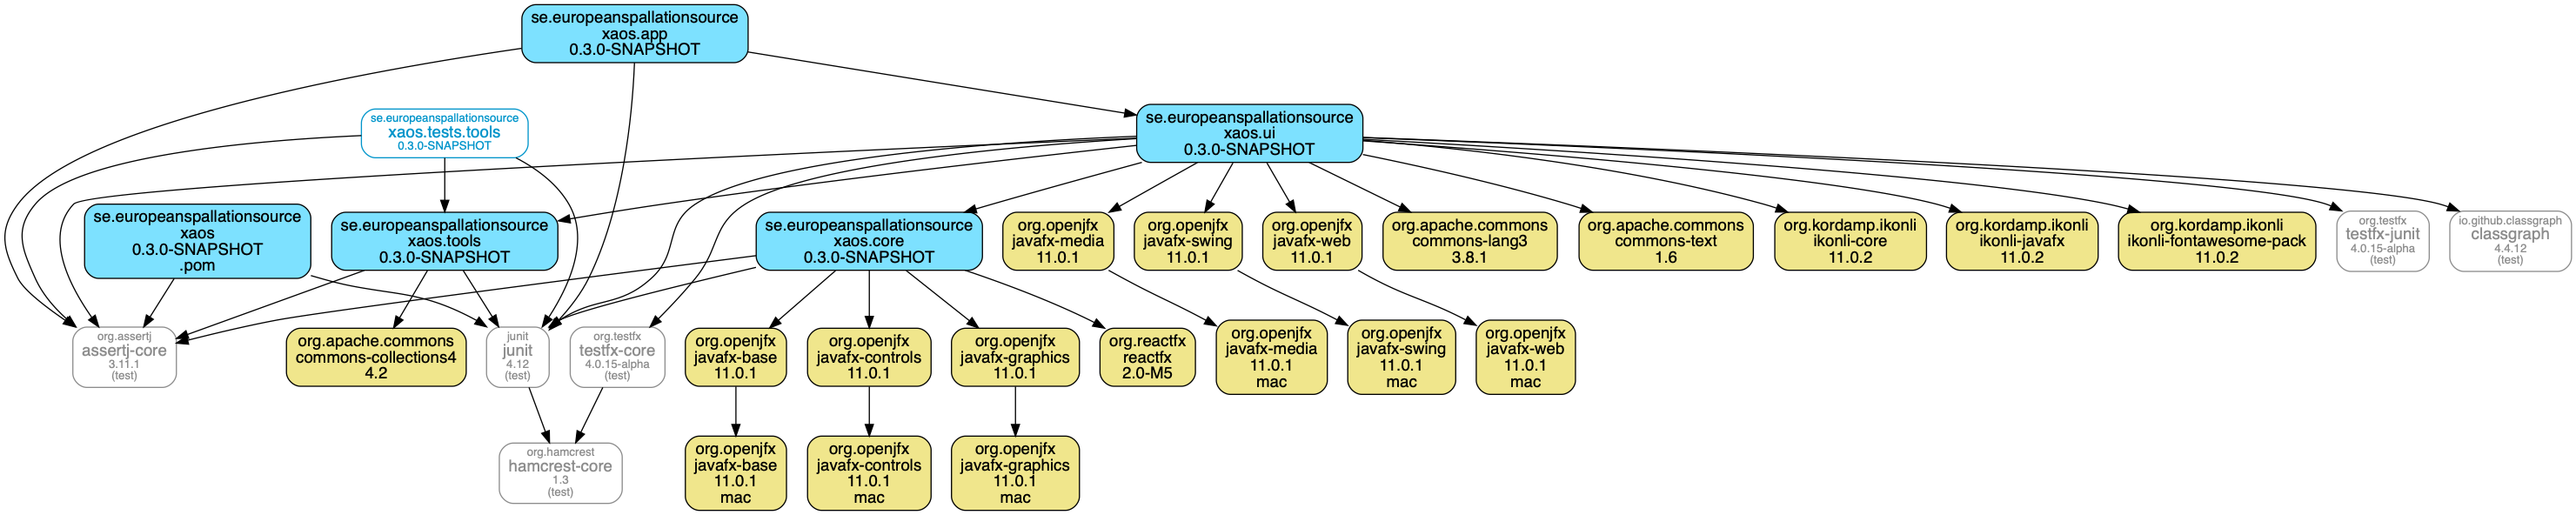 se.europeanspallationsource
xaos.app
0.3.0-SNAPSHOT
se.europeanspallationsource
xaos.tests.tools
0.3.0-SNAPSHOT
se.europeanspallationsource
xaos.ui
0.3.0-SNAPSHOT
se.europeanspallationsource
xaos
0.3.0-SNAPSHOT
.pom
se.europeanspallationsource
xaos.tools
0.3.0-SNAPSHOT
se.europeanspallationsource
xaos.core
0.3.0-SNAPSHOT
org.openjfx
javafx-media
11.0.1
org.openjfx
javafx-swing
11.0.1
org.openjfx
javafx-web
11.0.1
org.apache.commons
commons-lang3
3.8.1
org.apache.commons
commons-text
1.6
org.kordamp.ikonli
ikonli-core
11.0.2
org.kordamp.ikonli
ikonli-javafx
11.0.2
org.kordamp.ikonli
ikonli-fontawesome-pack
11.0.2
org.testfx
testfx-junit
4.0.15-alpha
(test)
io.github.classgraph
classgraph
4.4.12
(test)
org.assertj
assertj-core
3.11.1
(test)
org.apache.commons
commons-collections4
4.2
junit
junit
4.12
(test)
org.testfx
testfx-core
4.0.15-alpha
(test)
org.openjfx
javafx-base
11.0.1
org.openjfx
javafx-controls
11.0.1
org.openjfx
javafx-graphics
11.0.1
org.reactfx
reactfx
2.0-M5
org.openjfx
javafx-media
11.0.1
mac
org.openjfx
javafx-swing
11.0.1
mac
org.openjfx
javafx-web
11.0.1
mac
org.hamcrest
hamcrest-core
1.3
(test)
org.openjfx
javafx-base
11.0.1
mac
org.openjfx
javafx-controls
11.0.1
mac
org.openjfx
javafx-graphics
11.0.1
mac